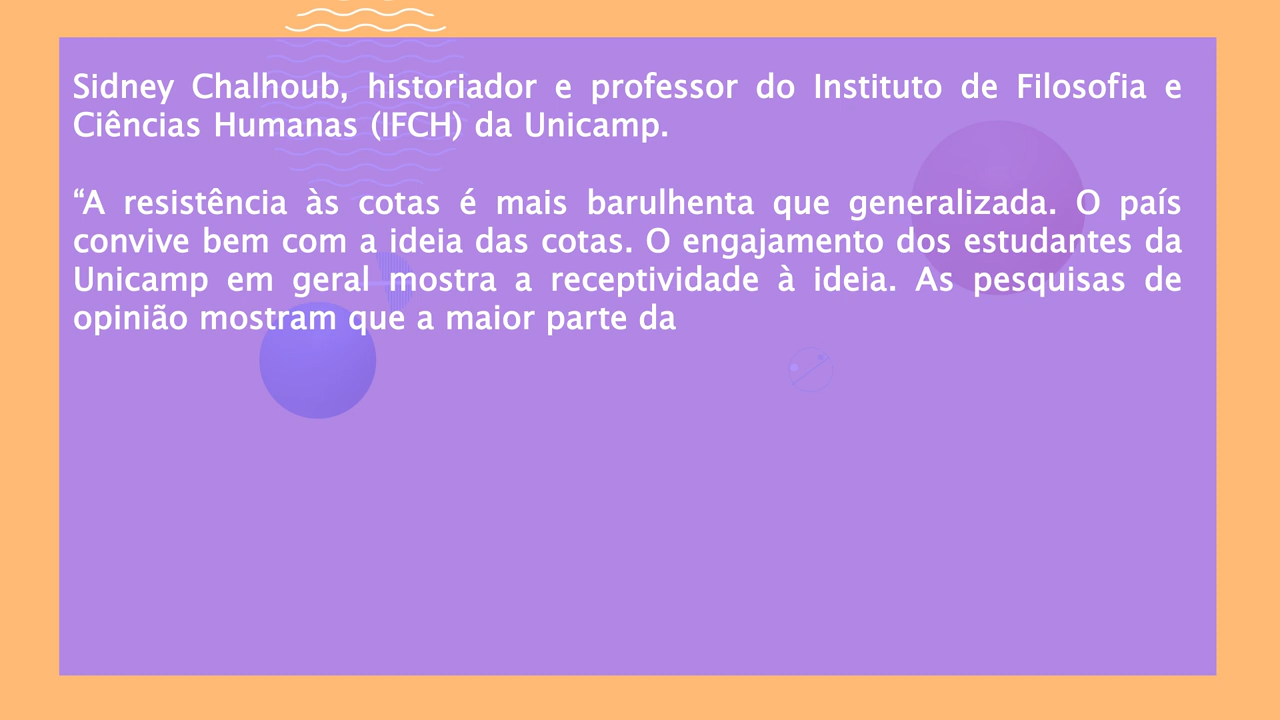 Sidney Chalhoub, historiador e professor do Instituto de Filosofia e
Ciências Humanas (IFCH) da Unicamp.
“A resistência às cotas é mais barulhenta que generalizada. O país
convive bem com a ideia das cotas. O engajamento dos estudantes da
Unicamp em geral mostra a receptividade à ideia. As pesquisas de
opinião mostram que a maior parte da